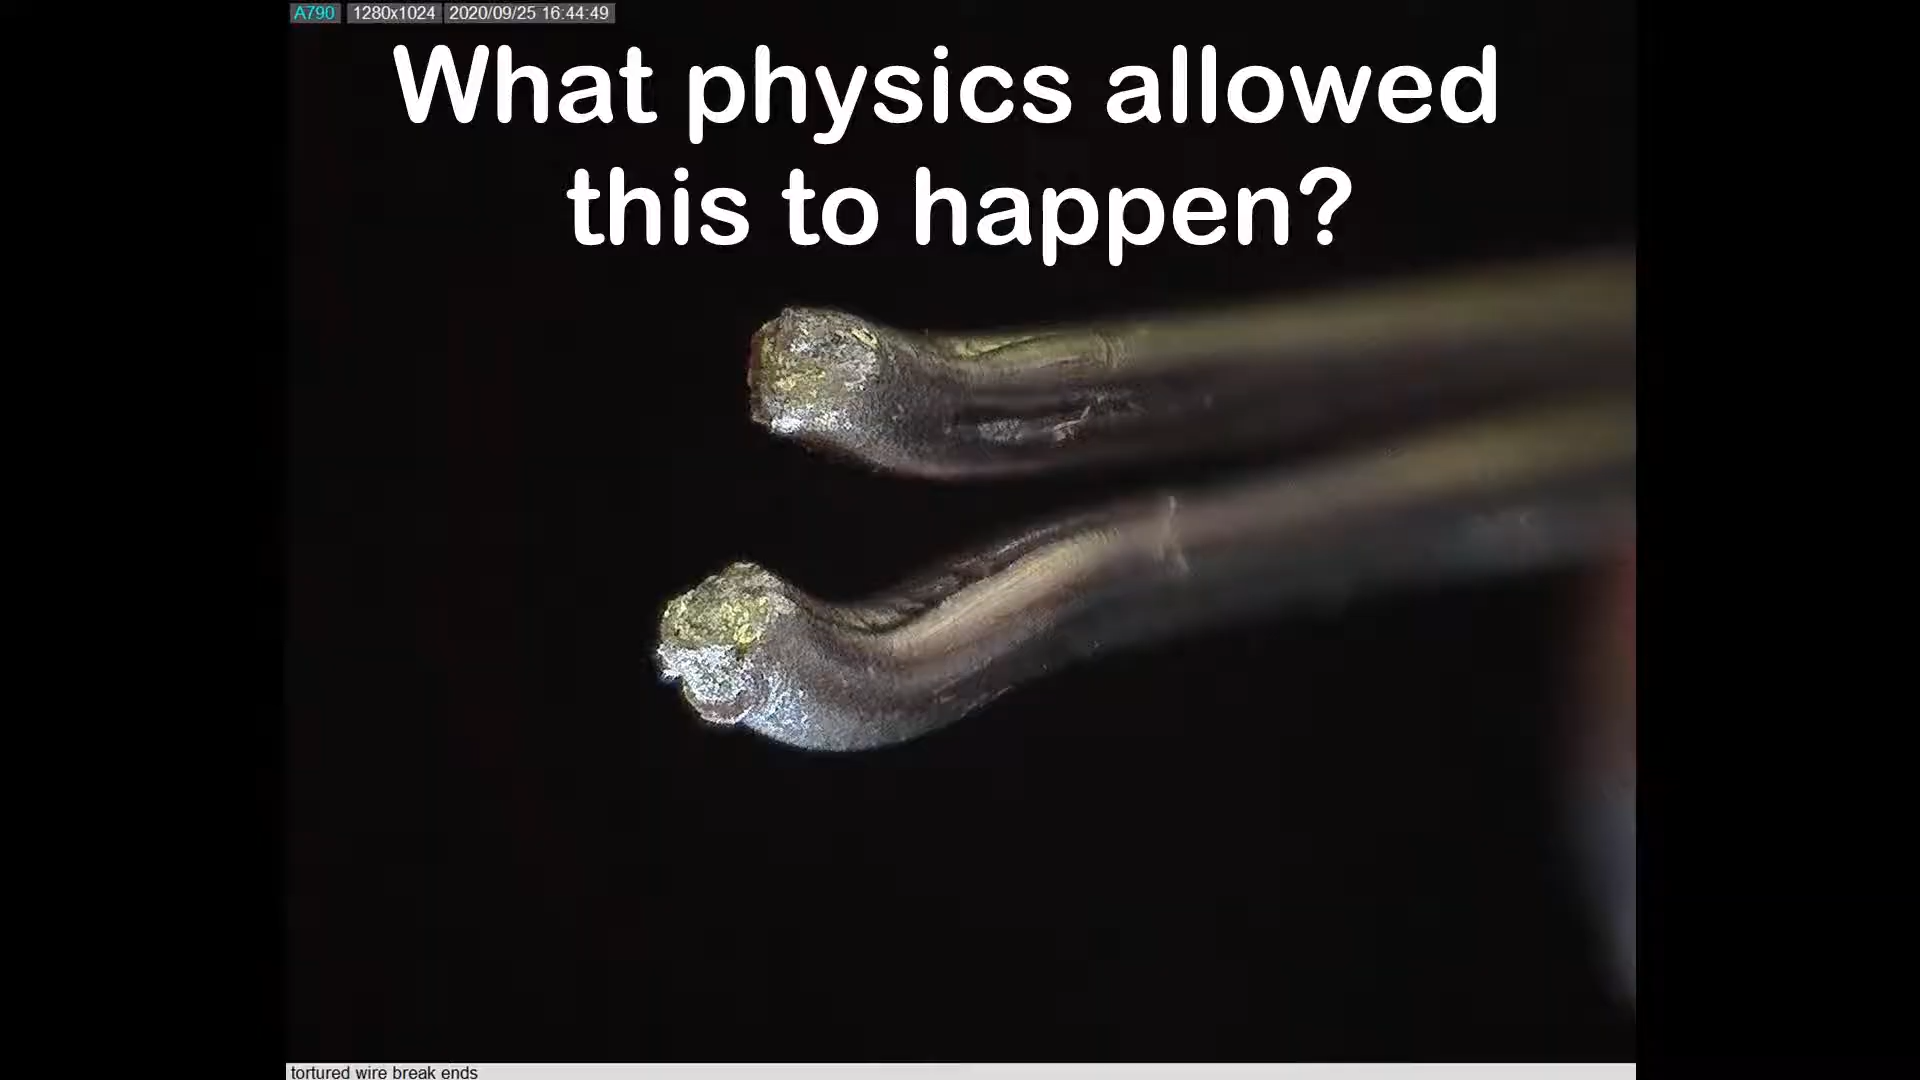 A790 1280x1024 2020/09/25 16:44:49
What physics allowed
this to happen?
tortured wire break ends